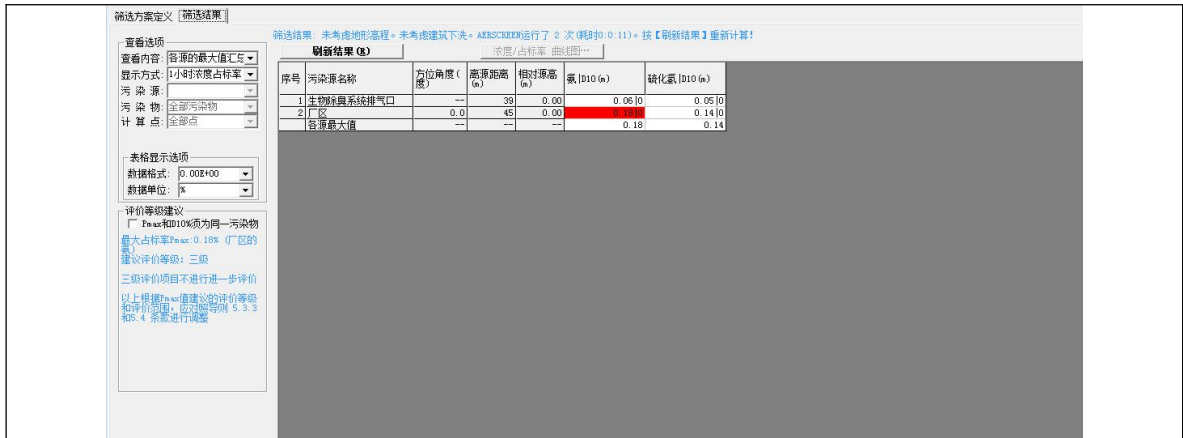 筛选方案定义 筛选结果
筛选结果：未考虑地形高程。未考虑建筑下洗。AERSCREEN运行了 2 次(耗时0:0:11)。按【刷新结果】重新计算！
查看选项
查看内容: 各源的最大值汇总
显示方式: 1小时浓度占标率
污 染 源:
污 染 物: 全部污染物
计 算 点: 全部点
表格显示选项
数据格式: 0.00E+00
数据单位: %
评价等级建议
Pmax和D10%须为同一污染物
最大占标率Pmax:0.18% (厂区的
氨)
建议评价等级: 三级
三级评价项目不进行进一步评价
以上根据Pmax值建议的评价等级
和评价范围，应对照导则 5.3.3
和5.4 条款进行调整
刷新结果(R) 浓度/占标率 曲线图…
序号 污染源名称 方位角度(度) 离源距离(m) 相对源高(m) 氨|D10(m) 硫化氢|D10(m)
1 生物除臭系统排气口 -- 39 0.00 0.06|0 0.05|0
2 厂区 0.0 45 0.00 0.18|0 0.14|0
各源最大值 -- -- -- 0.18 0.14